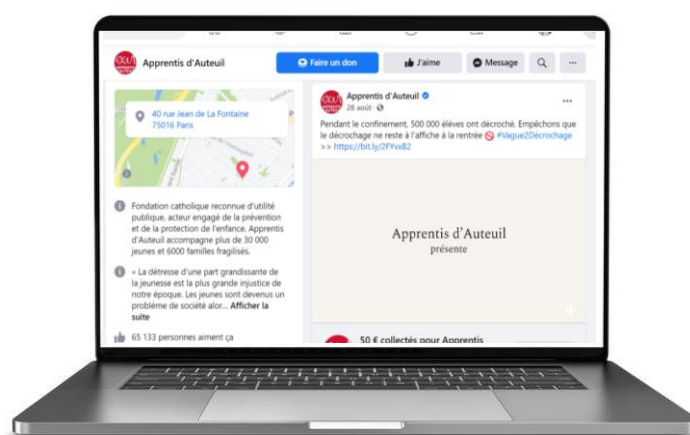 Apprentis d'Auteuil
Faire un don
J'aime
Message
40 rue Jean de La Fontaine
75016 Paris
Fondation catholique reconnue d'utilité
publique, acteur engagé de la prévention
et de la protection de l'enfance. Apprentis
d'Auteuil accompagne plus de 30 000
jeunes et 6000 familles fragilisés.
« La détresse d'une part grandissante de
la jeunesse est la plus grande injustice de
notre époque. Les jeunes sont devenus un
problème de société alor... Afficher la
suite
65 133 personnes aiment ça
Apprentis d'Auteuil
28 août
Pendant le confinement, 500 000 élèves ont décroché. Empêchons que
le décrochage ne reste à l'affiche à la rentrée #Vague2Décrochage
>> https://bit.ly/2FYvxB2
Apprentis d'Auteuil
présente
50 € collectés pour Apprentis